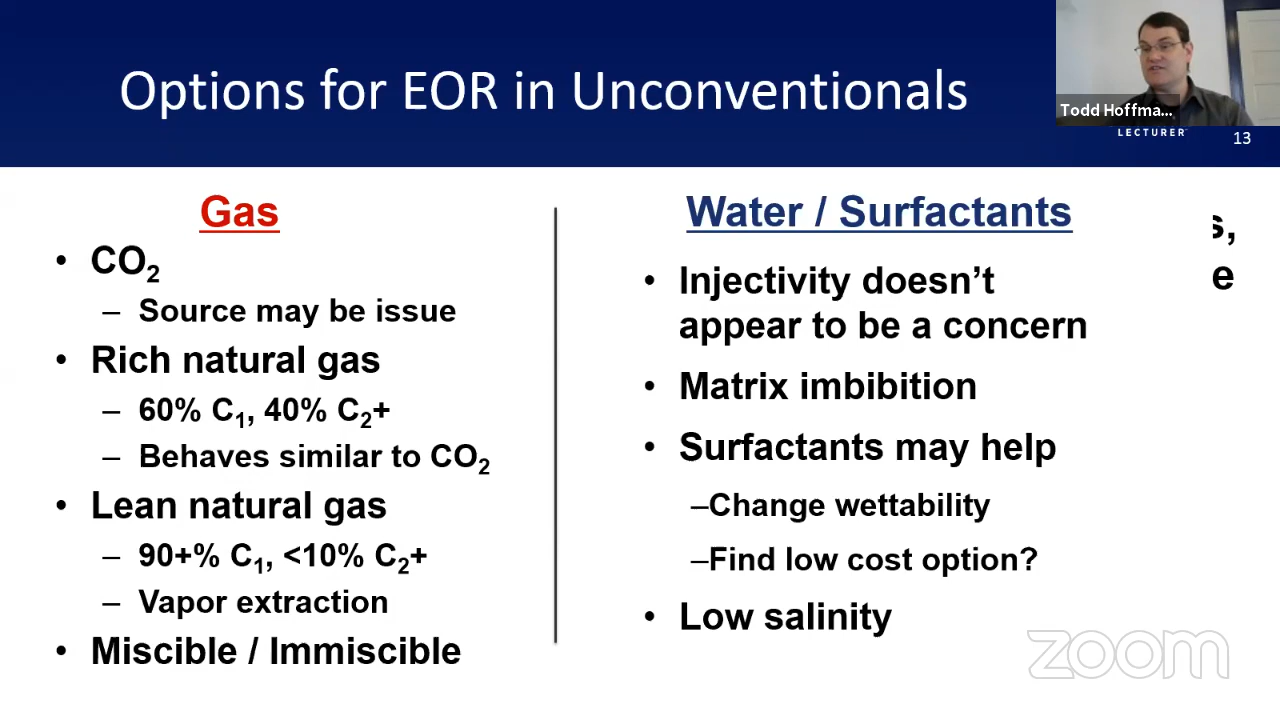 Options for EOR in Unconventionals
Todd Hoffma...
LECTURER
13
Gas
• CO₂
– Source may be issue
• Rich natural gas
– 60% C₁, 40% C₂+
– Behaves similar to CO₂
• Lean natural gas
– 90+% C₁, <10% C₂+
– Vapor extraction
• Miscible / Immiscible
Water / Surfactants
• Injectivity doesn’t
appear to be a concern
• Matrix imbibition
• Surfactants may help
–Change wettability
–Find low cost option?
• Low salinity
s,
e
zoom